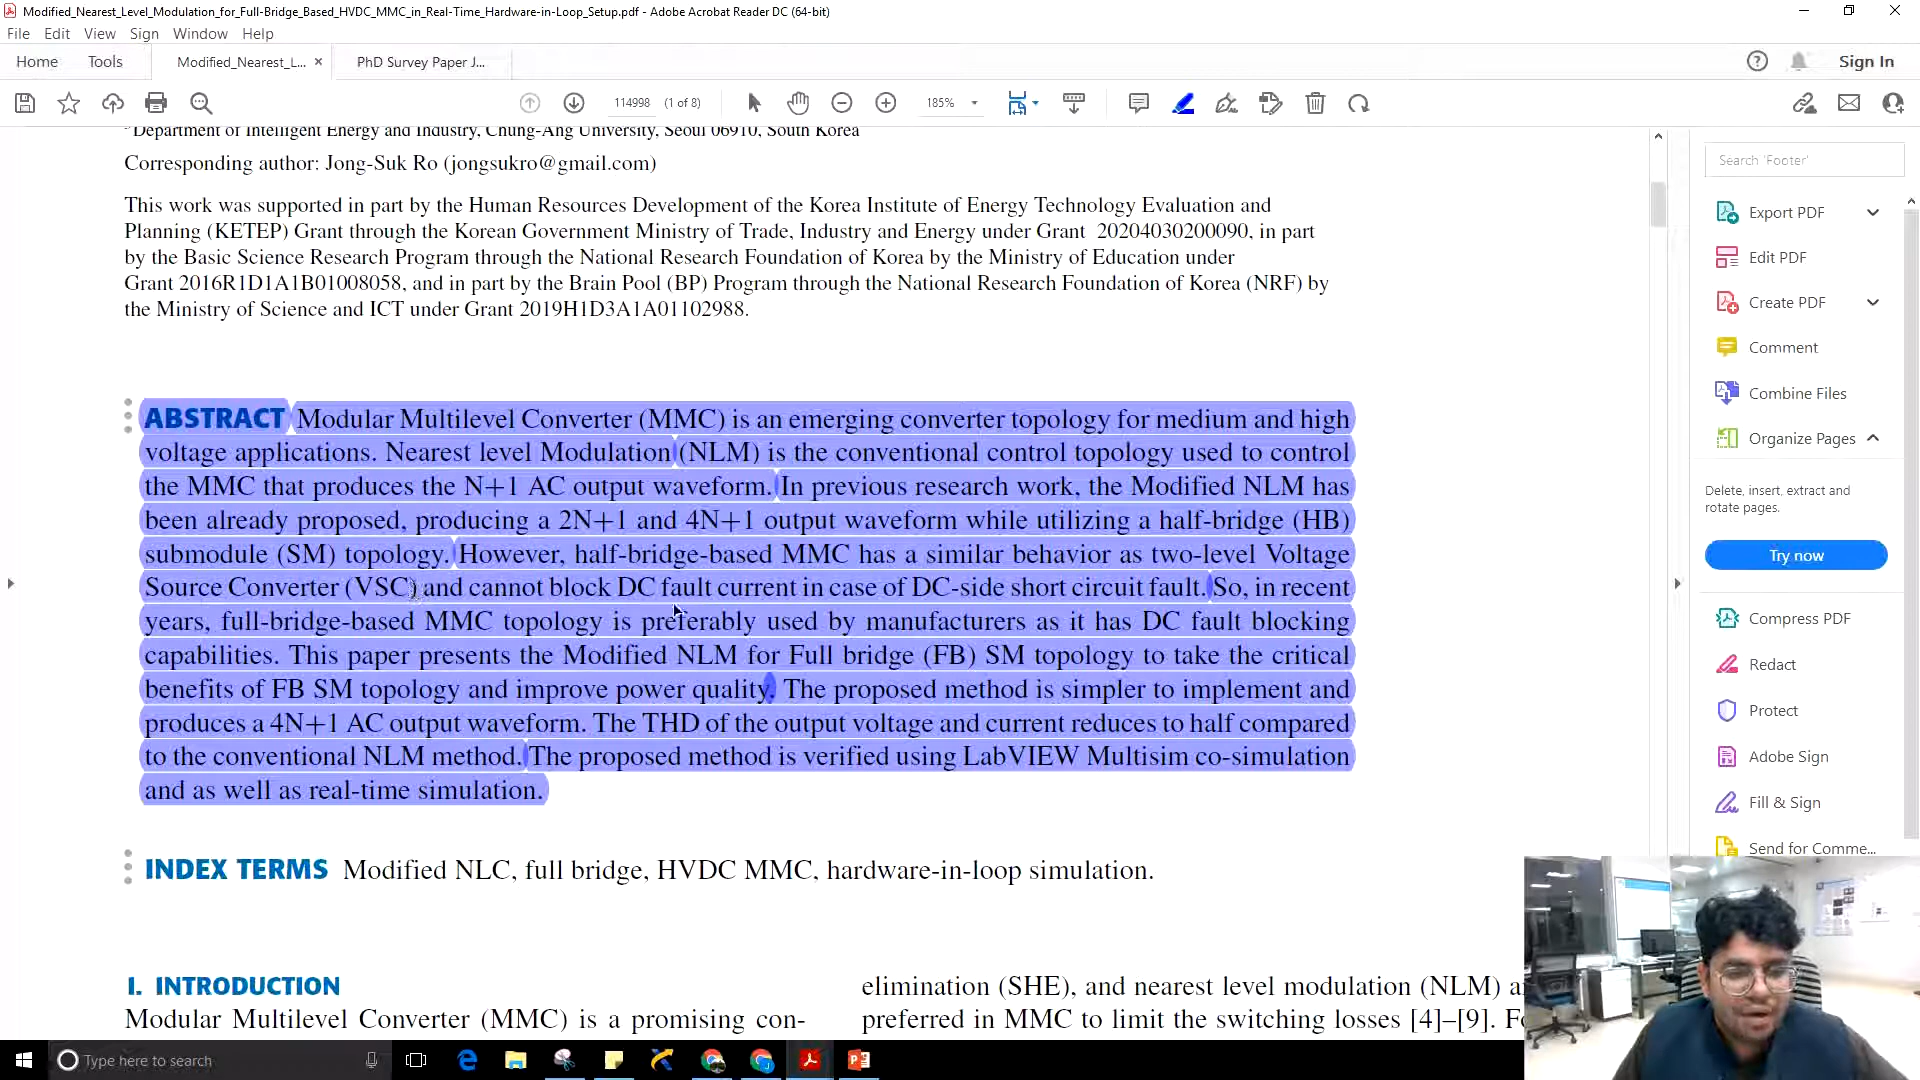 Modified_Nearest_Level_Modulation_for_Full-Bridge_Based_HVDC_MMC_in_Real-Time_Hardware-in-Loop_Setup.pdf - Adobe Acrobat Reader DC (64-bit)
File Edit View Sign Window Help
Home Tools Modified_Nearest_L... × PhD Survey Paper J... Sign In
114998 (1 of 8) 185%
Department of Intelligent Energy and Industry, Chung-Ang University, Seoul 06910, South Korea
Corresponding author: Jong-Suk Ro (jongsukro@gmail.com)
This work was supported in part by the Human Resources Development of the Korea Institute of Energy Technology Evaluation and
Planning (KETEP) Grant through the Korean Government Ministry of Trade, Industry and Energy under Grant 20204030200090, in part
by the Basic Science Research Program through the National Research Foundation of Korea by the Ministry of Education under
Grant 2016R1D1A1B01008058, and in part by the Brain Pool (BP) Program through the National Research Foundation of Korea (NRF) by
the Ministry of Science and ICT under Grant 2019H1D3A1A01102988.
ABSTRACT Modular Multilevel Converter (MMC) is an emerging converter topology for medium and high
voltage applications. Nearest level Modulation (NLM) is the conventional control topology used to control
the MMC that produces the N+1 AC output waveform. In previous research work, the Modified NLM has
been already proposed, producing a 2N+1 and 4N+1 output waveform while utilizing a half-bridge (HB)
submodule (SM) topology. However, half-bridge-based MMC has a similar behavior as two-level Voltage
Source Converter (VSC) and cannot block DC fault current in case of DC-side short circuit fault. So, in recent
years, full-bridge-based MMC topology is preferably used by manufacturers as it has DC fault blocking
capabilities. This paper presents the Modified NLM for Full bridge (FB) SM topology to take the critical
benefits of FB SM topology and improve power quality. The proposed method is simpler to implement and
produces a 4N+1 AC output waveform. The THD of the output voltage and current reduces to half compared
to the conventional NLM method. The proposed method is verified using LabVIEW Multisim co-simulation
and as well as real-time simulation.
INDEX TERMS Modified NLC, full bridge, HVDC MMC, hardware-in-loop simulation.
I. INTRODUCTION
Modular Multilevel Converter (MMC) is a promising con-
elimination (SHE), and nearest level modulation (NLM)
preferred in MMC to limit the switching losses [4]–[9].
Search 'Footer'
Export PDF
Edit PDF
Create PDF
Comment
Combine Files
Organize Pages
Delete, insert, extract and
rotate pages.
Try now
Compress PDF
Redact
Protect
Adobe Sign
Fill & Sign
Send for Comme...
Type here to search